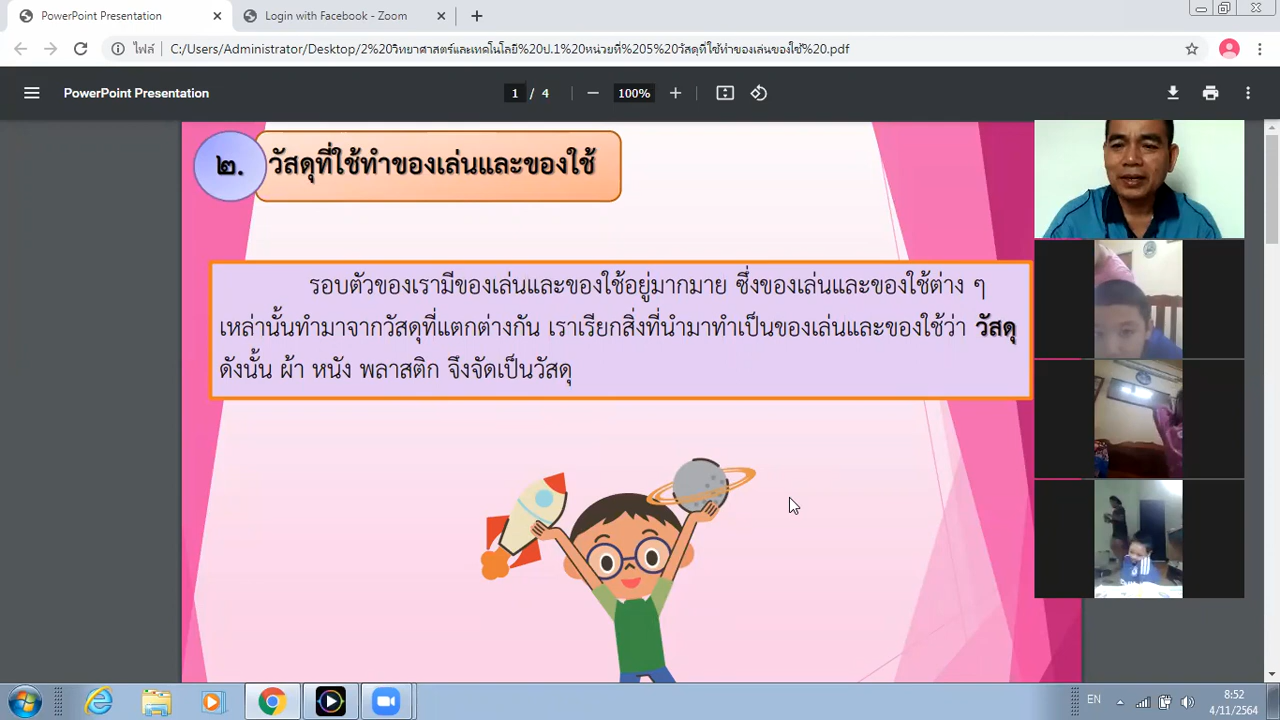 PowerPoint Presentation
Login with Facebook - Zoom
ไฟล์ C:/Users/Administrator/Desktop/2%20วิทยาศาสตร์และเทคโนโลยี%20ป.1%20หน่วยที่%205%20วัสดุที่ใช้ทำของเล่นของใช้%20.pdf
PowerPoint Presentation
1 / 4
100%
๒. วัสดุที่ใช้ทำของเล่นและของใช้
รอบตัวของเรามีของเล่นและของใช้อยู่มากมาย ซึ่งของเล่นและของใช้ต่าง ๆ
เหล่านั้นทำมาจากวัสดุที่แตกต่างกัน เราเรียกสิ่งที่นำมาทำเป็นของเล่นและของใช้ว่า วัสดุ
ดังนั้น ผ้า หนัง พลาสติก จึงจัดเป็นวัสดุ
EN
8:52
4/11/2564